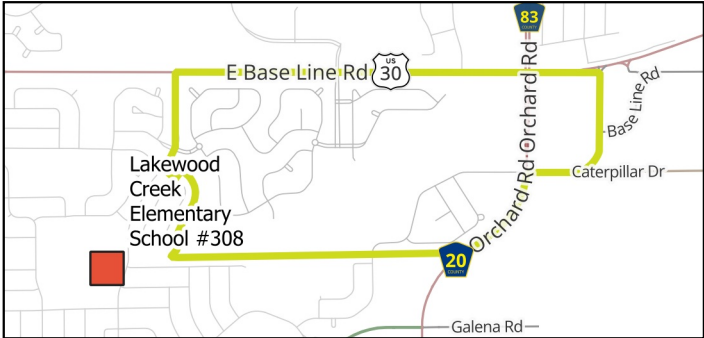 83
COUNTY
E Base Line Rd
US
30
Orchard Rd
Base Line Rd
Lakewood
Creek
Elementary
School #308
Caterpillar Dr
Orchard Rd
20
COUNTY
Galena Rd